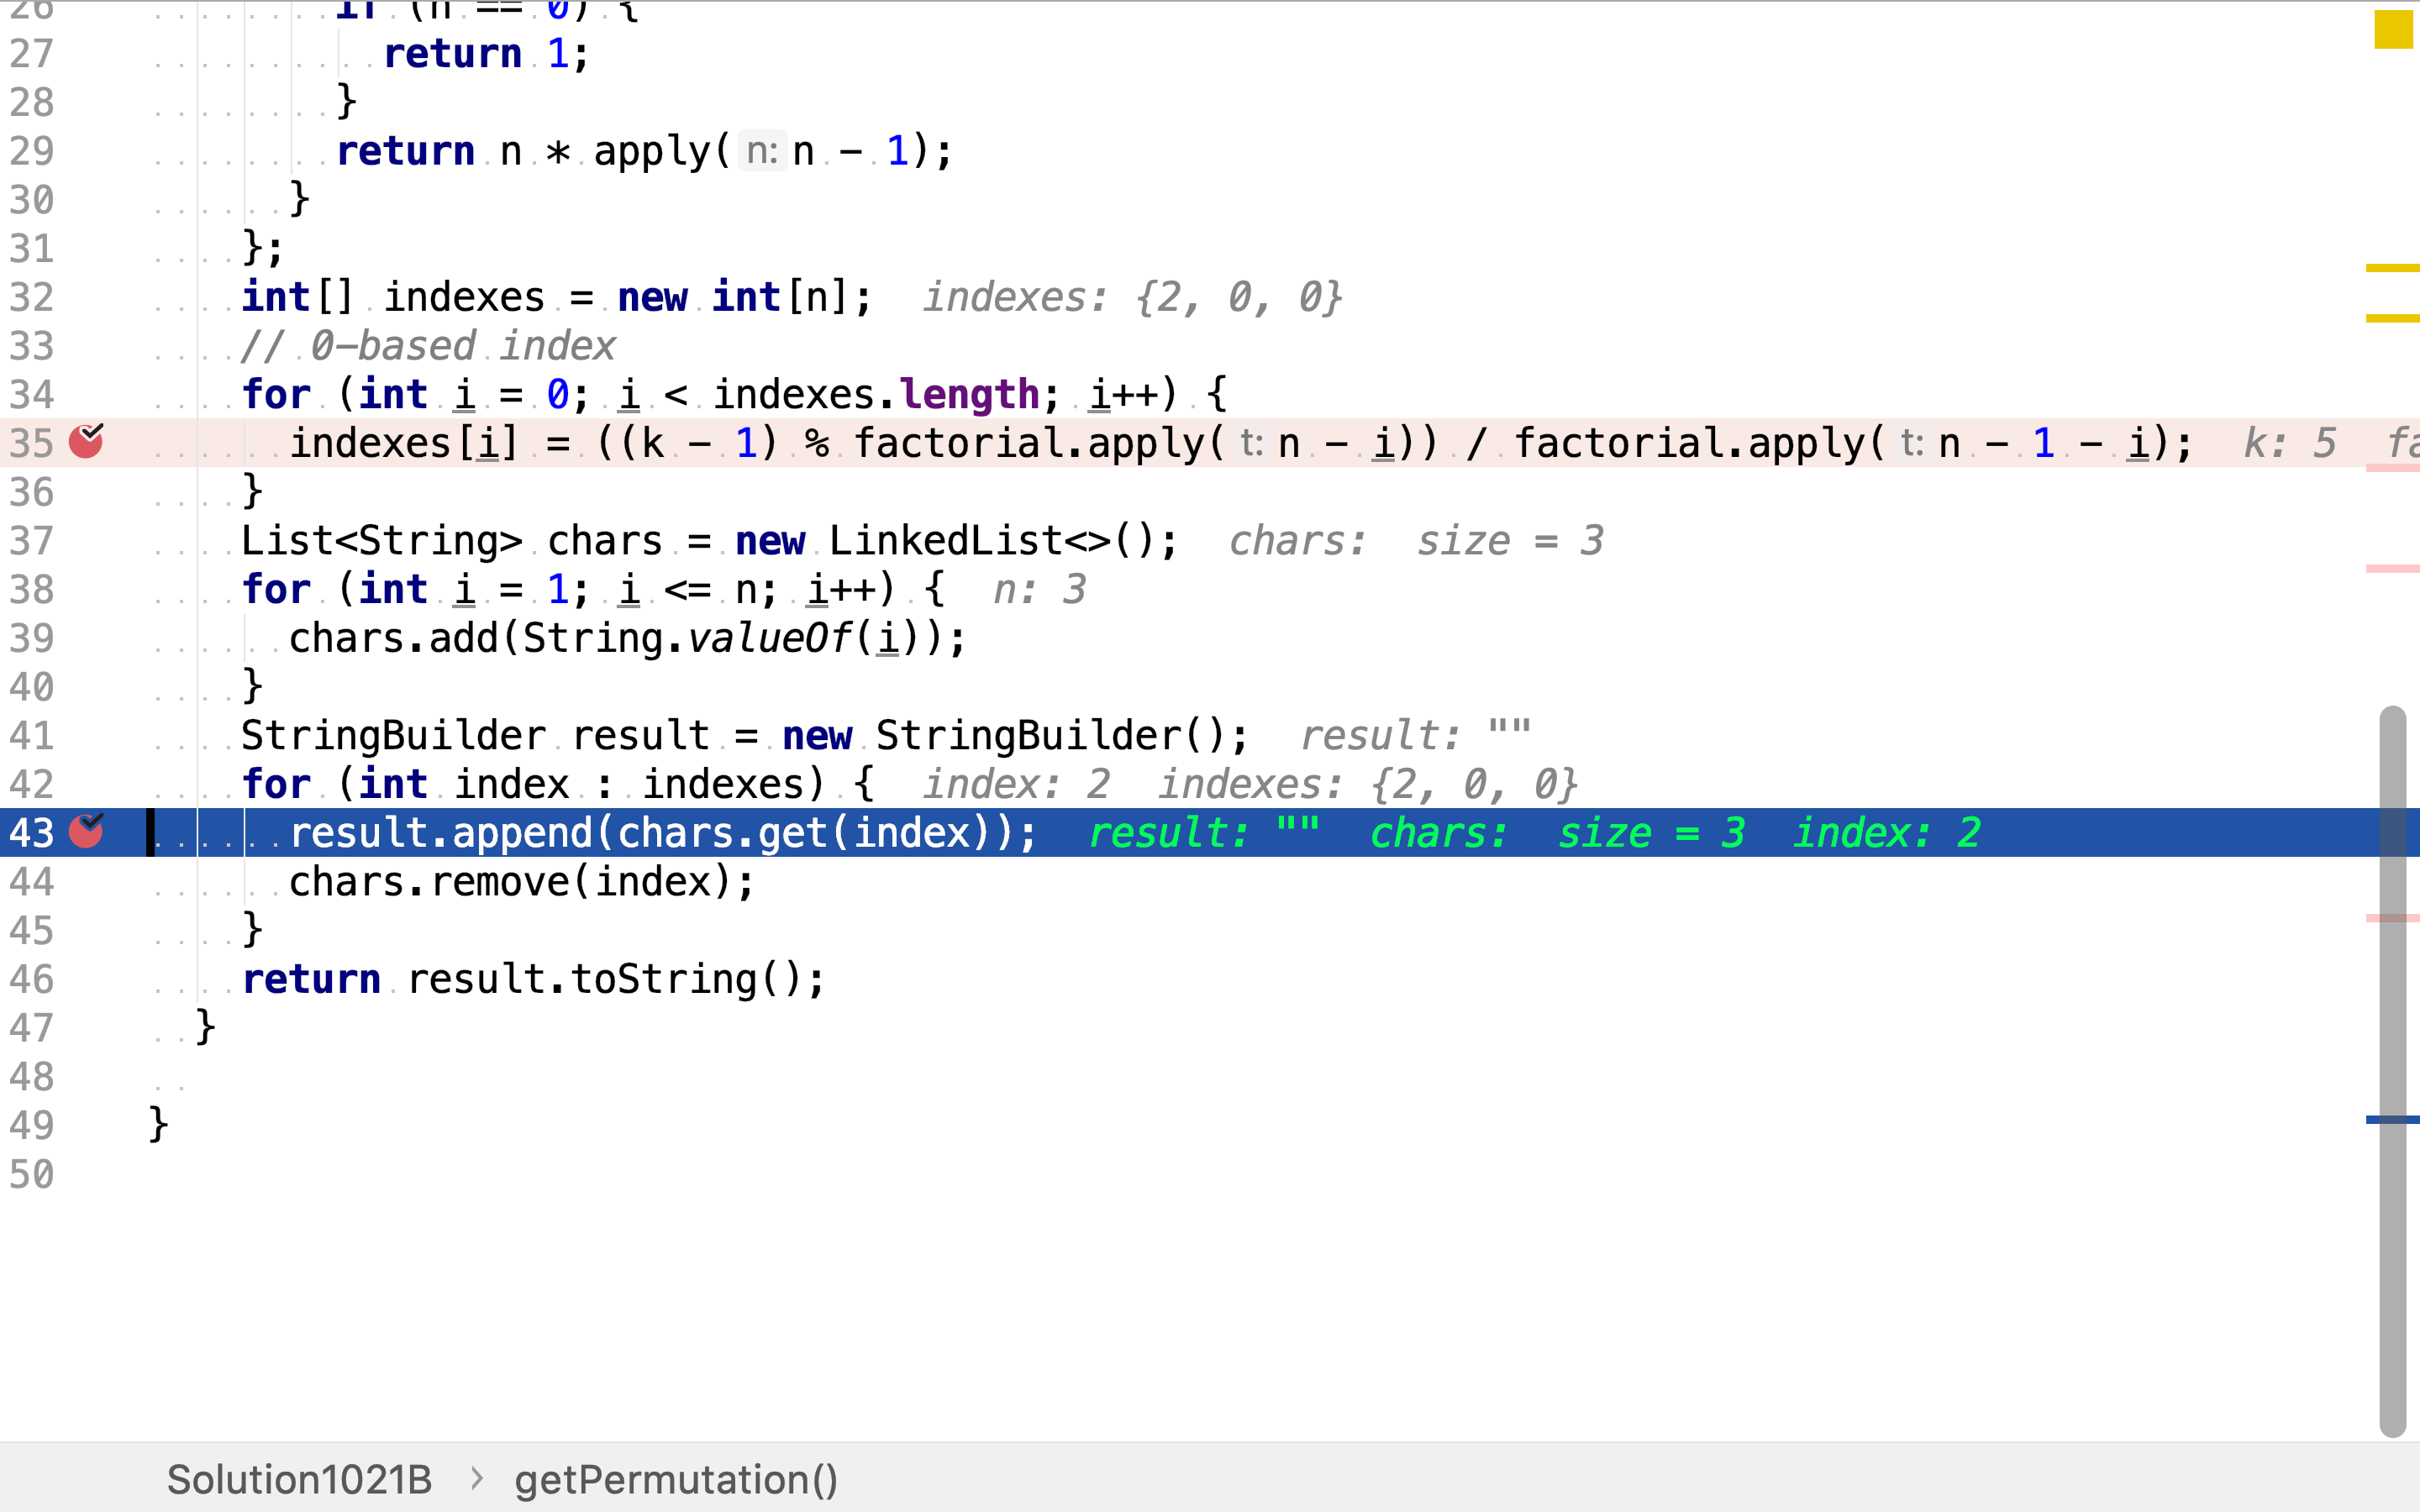 26 if (n == 0) {
27 return 1;
28 }
29 return n * apply( n: n - 1);
30 }
31 };
32 int[] indexes = new int[n]; indexes: {2, 0, 0}
33 // 0-based index
34 for (int i = 0; i < indexes.length; i++) {
35 indexes[i] = ((k - 1) % factorial.apply( t: n - i)) / factorial.apply( t: n - 1 - i); k: 5 fa
36 }
37 List<String> chars = new LinkedList<>(); chars: size = 3
38 for (int i = 1; i <= n; i++) { n: 3
39 chars.add(String.valueOf(i));
40 }
41 StringBuilder result = new StringBuilder(); result: ""
42 for (int index : indexes) { index: 2 indexes: {2, 0, 0}
43 result.append(chars.get(index)); result: "" chars: size = 3 index: 2
44 chars.remove(index);
45 }
46 return result.toString();
47 }
48
49 }
50
Solution1021B > getPermutation()